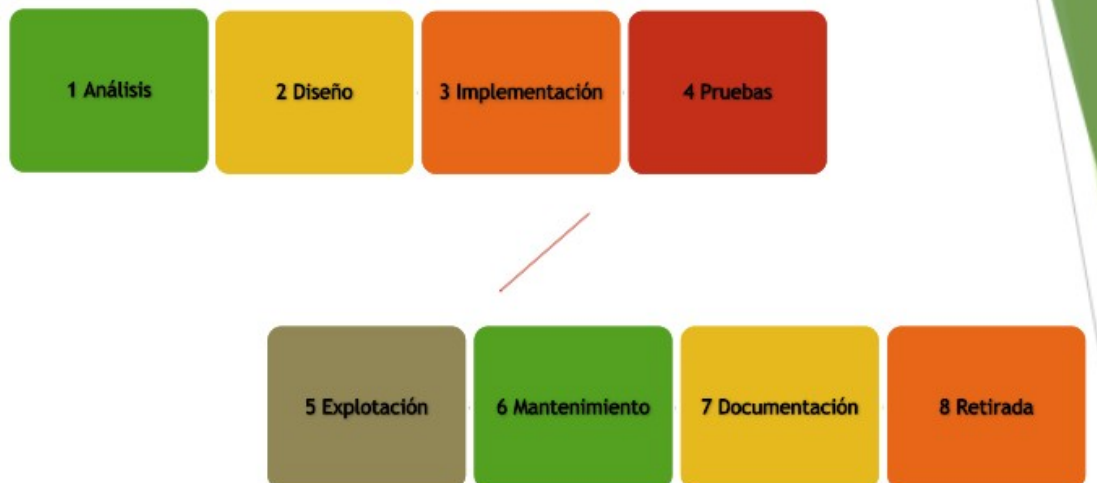 1 Análisis
2 Diseño
3 Implementación
4 Pruebas
5 Explotación
6 Mantenimiento
7 Documentación
8 Retirada